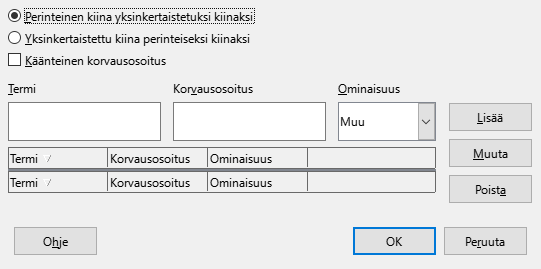 Perinteinen kiina yksinkertaistetuksi kiinaksi
Yksinkertaistettu kiina perinteiseksi kiinaksi
Käänteinen korvausosoitus
Termi Korvausosoitus Ominaisuus
Muu
Lisää
Termi Korvausosoitus Ominaisuus
Muuta
Termi Korvausosoitus Ominaisuus
Poista
Ohje OK Peruuta